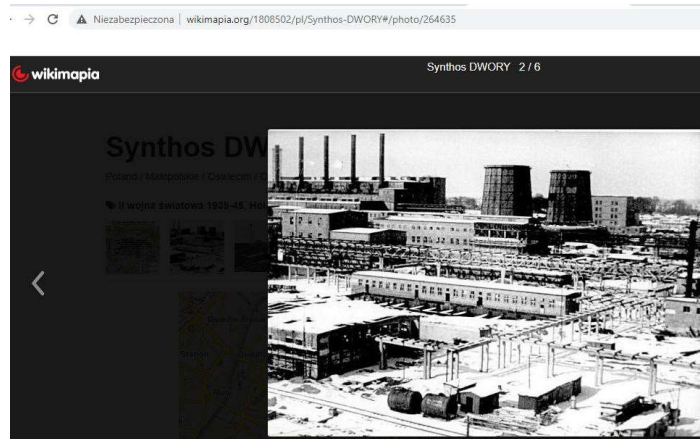 Niezabezpieczona | wikimapia.org/1808502/pl/Synthos-DWORY#/photo/264635
wikimapia
Synthos DWORY 2 / 6
Synthos DW
Poland / Małopolskie / Oświęcim /
II wojna światowa 1939-45,